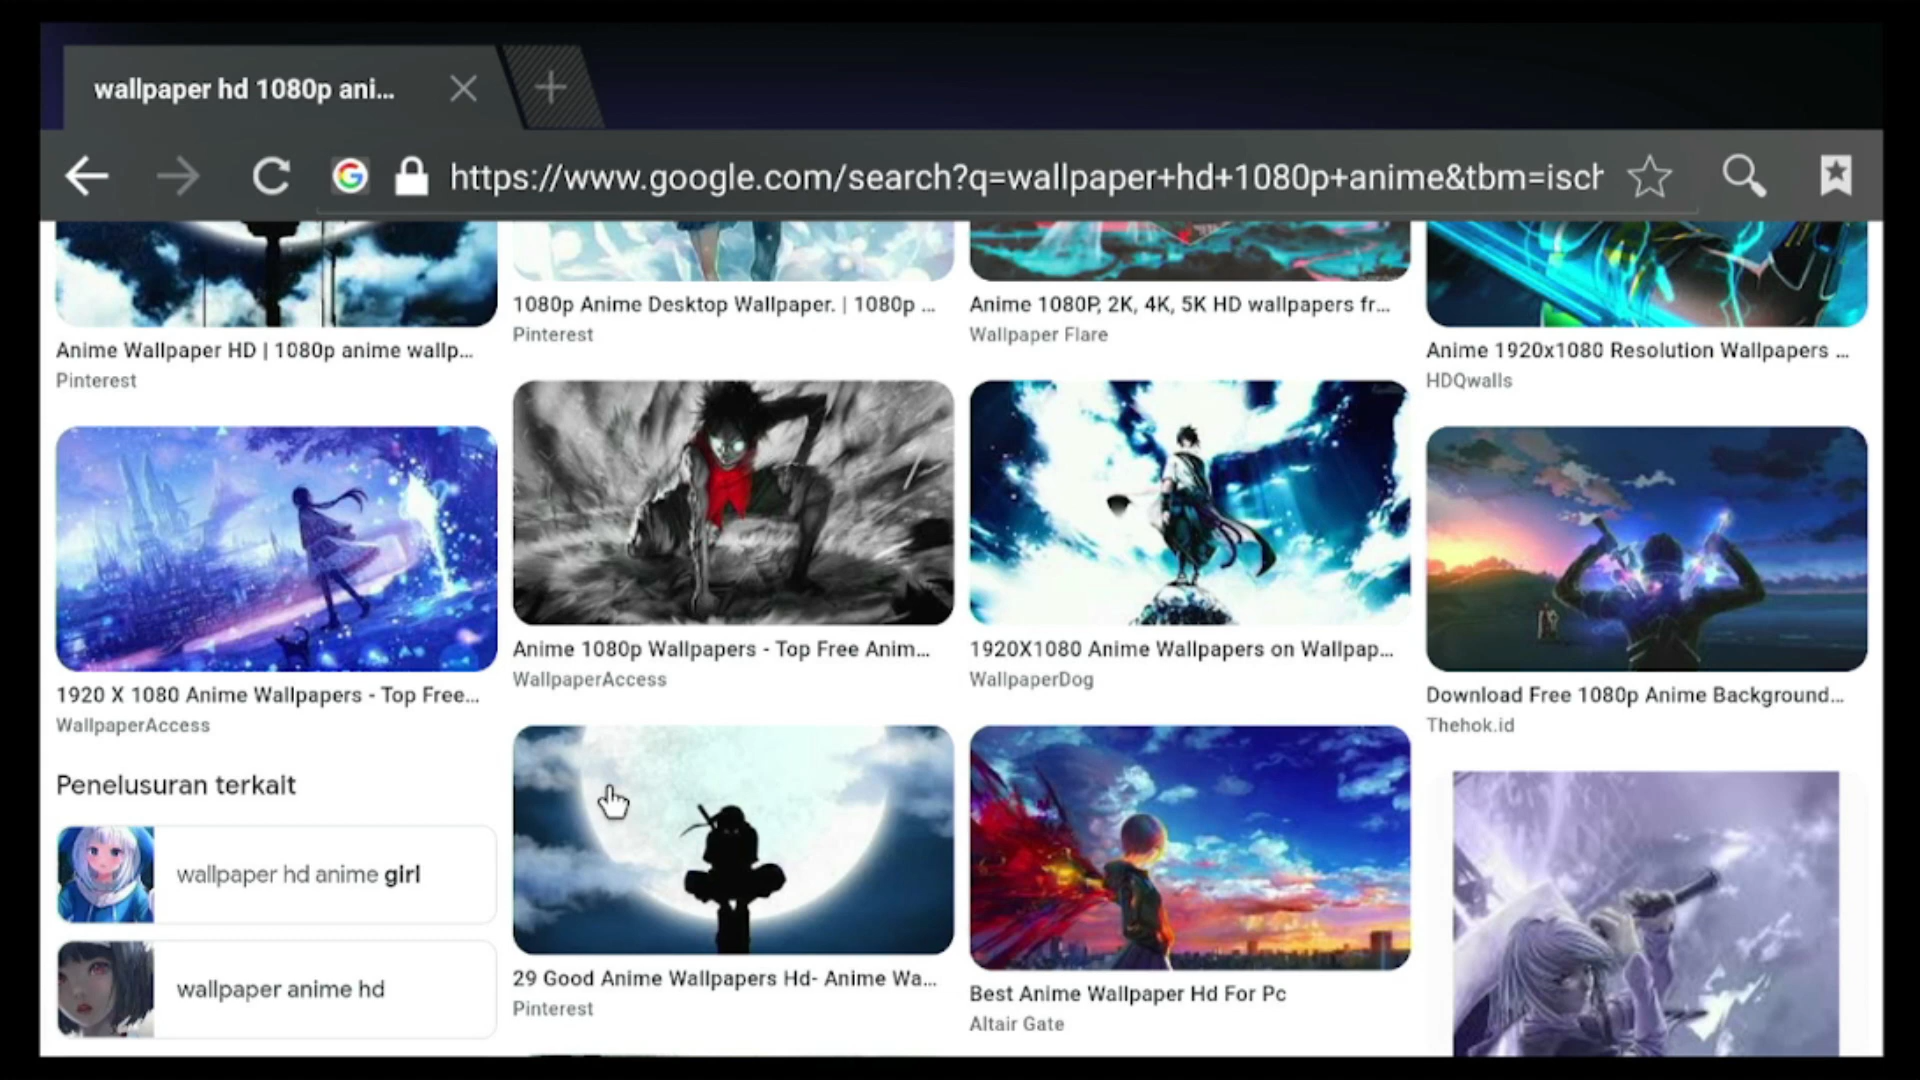 wallpaper hd 1080p ani...
https://www.google.com/search?q=wallpaper+hd+1080p+anime&tbm=isch
Anime Wallpaper HD | 1080p anime wallp...
Pinterest
1080p Anime Desktop Wallpaper. | 1080p ...
Pinterest
Anime 1080P, 2K, 4K, 5K HD wallpapers fr...
Wallpaper Flare
Anime 1920x1080 Resolution Wallpapers ...
HDQwalls
1920 X 1080 Anime Wallpapers - Top Free...
WallpaperAccess
Anime 1080p Wallpapers - Top Free Anim...
WallpaperAccess
1920X1080 Anime Wallpapers on Wallpap...
WallpaperDog
Download Free 1080p Anime Background...
Thehok.id
Penelusuran terkait
wallpaper hd anime girl
wallpaper anime hd
29 Good Anime Wallpapers Hd- Anime Wa...
Pinterest
Best Anime Wallpaper Hd For Pc
Altair Gate